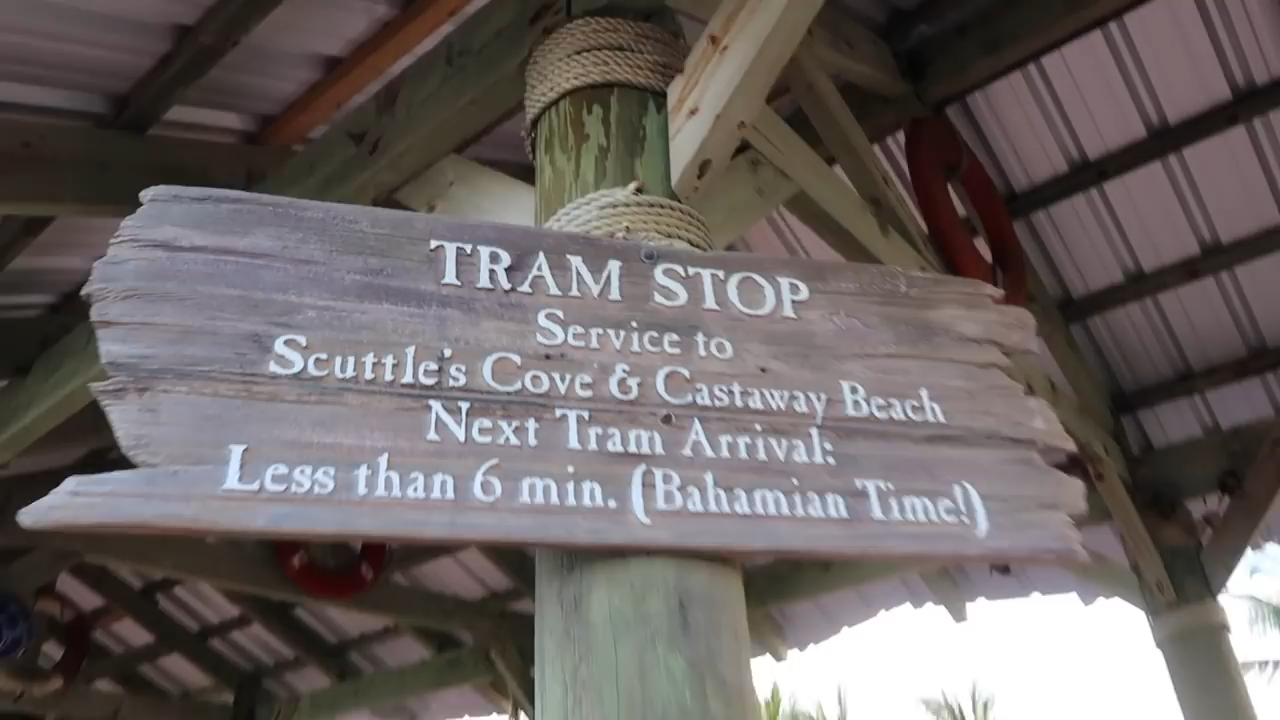 TRAM STOP
Service to
Scuttle's Cove & Castaway Beach
Next Tram Arrival:
Less than 6 min. (Bahamian Time!)